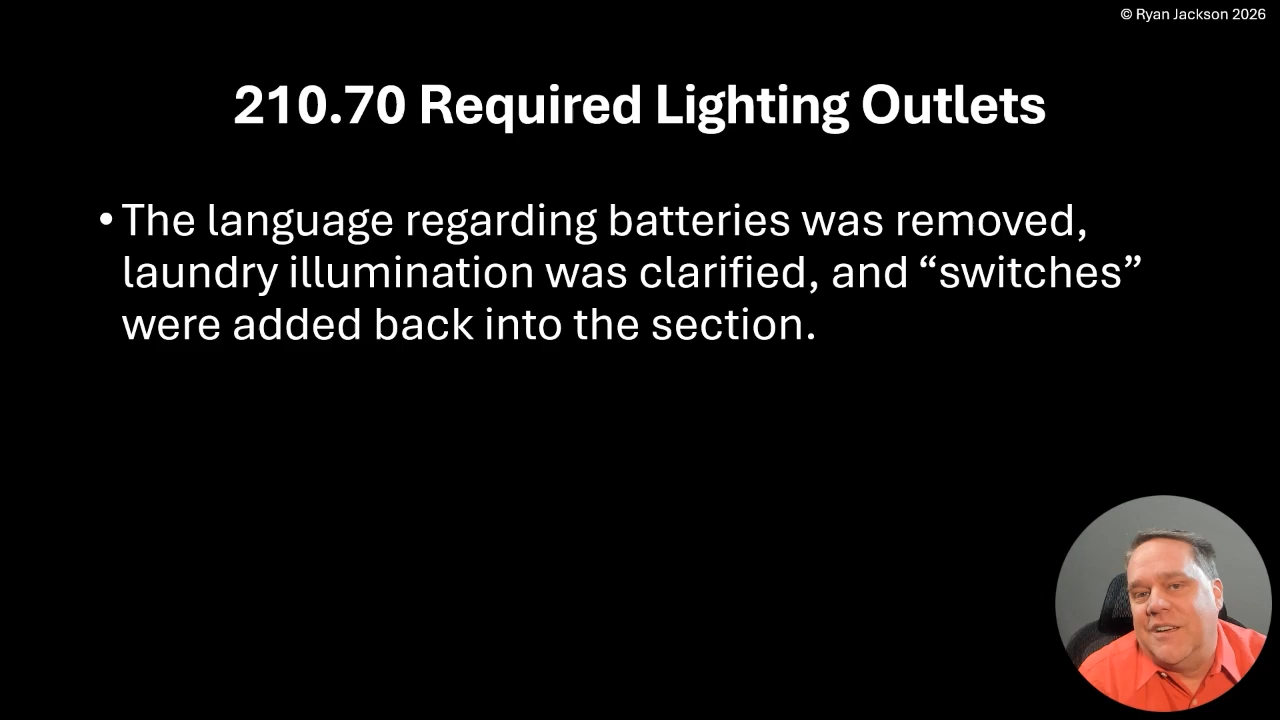 © Ryan Jackson 2026
210.70 Required Lighting Outlets
• The language regarding batteries was removed,
laundry illumination was clarified, and “switches”
were added back into the section.